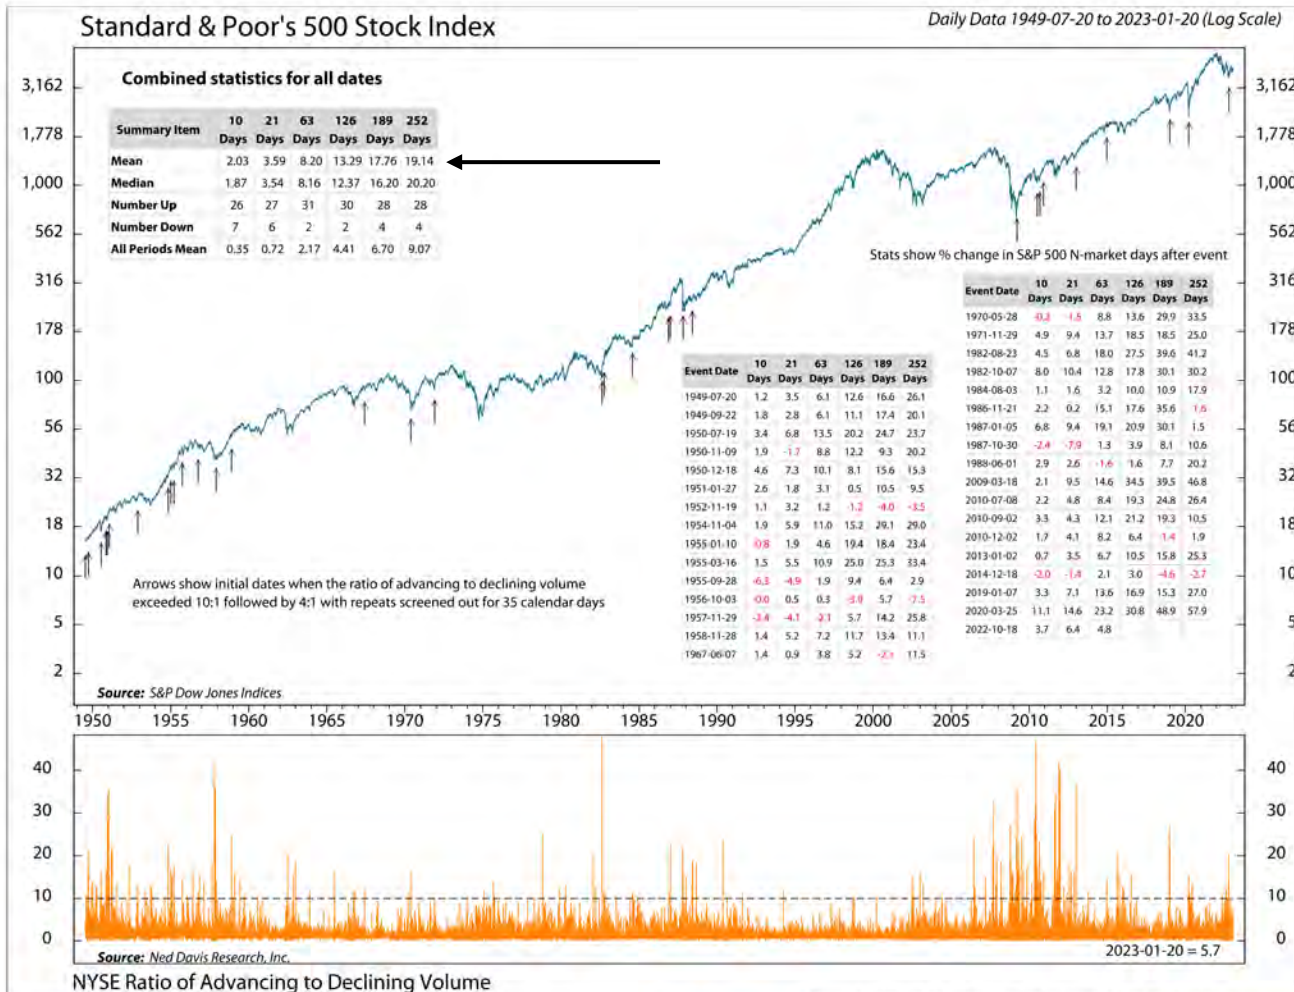 Standard & Poor's 500 Stock Index
Daily Data 1949-07-20 to 2023-01-20 (Log Scale)
Combined statistics for all dates
Summary Item 10 Days 21 Days 63 Days 126 Days 189 Days 252 Days
Mean 2.03 3.59 8.20 13.29 17.76 19.14
Median 1.87 3.54 8.16 12.37 16.20 20.20
Number Up 26 27 31 30 28 28
Number Down 7 6 2 2 4 4
All Periods Mean 0.35 0.72 2.17 4.41 6.70 9.07
3,162 3,162
1,778 1,778
1,000 1,000
562 562
316 316
178 178
100 100
56 56
32 32
18 18
10 10
5 5
2 2
Stats show % change in S&P 500 N-market days after event
Event Date 10 Days 21 Days 63 Days 126 Days 189 Days 252 Days
1949-07-20 1.2 3.5 6.1 12.6 16.6 26.1
1949-09-22 1.8 2.8 6.1 11.1 17.4 20.1
1950-07-19 3.4 6.8 13.5 20.2 24.7 23.7
1950-11-09 1.9 -1.7 8.8 12.2 9.3 20.2
1950-12-18 4.6 7.3 10.1 8.1 15.6 15.3
1951-01-27 2.6 1.8 3.1 0.5 10.5 9.5
1952-11-19 1.1 3.2 1.2 -1.2 -4.0 -3.5
1954-11-04 1.9 5.9 11.0 15.2 29.1 29.0
1955-01-10 -0.8 1.9 4.6 19.4 18.4 23.4
1955-03-16 1.5 5.5 10.9 25.0 25.3 33.4
1955-09-28 -6.3 -4.9 1.9 9.4 6.4 2.9
1956-10-03 -0.0 0.5 0.3 -3.9 5.7 -7.5
1957-11-29 -3.4 -4.1 -2.1 5.7 14.2 25.8
1958-11-28 1.4 5.2 7.2 11.7 13.4 11.1
1967-06-07 1.4 0.9 3.8 5.2 -2.1 11.5
Event Date 10 Days 21 Days 63 Days 126 Days 189 Days 252 Days
1970-05-28 -0.2 -1.5 8.8 13.6 29.9 33.5
1971-11-29 4.9 9.4 13.7 18.5 18.5 25.0
1982-08-23 4.5 6.8 18.0 27.5 39.6 41.2
1982-10-07 8.0 10.4 12.8 17.8 30.1 30.2
1984-08-03 1.1 1.6 3.2 10.0 10.9 17.9
1986-11-21 2.2 0.2 15.1 17.6 35.6 1.6
1987-01-05 6.8 9.4 19.1 20.9 30.1 1.5
1987-10-30 -2.4 -7.9 1.3 3.9 8.1 10.6
1988-06-01 2.9 2.6 -1.6 1.6 7.7 20.2
2009-03-18 2.1 9.5 14.6 34.5 39.5 46.8
2010-07-08 2.2 4.8 8.4 19.3 24.8 26.4
2010-09-02 3.3 4.3 12.1 21.2 19.3 10.5
2010-12-02 1.7 4.1 8.2 6.4 1.4 1.9
2013-01-02 0.7 3.5 6.7 10.5 15.8 25.3
2014-12-18 -2.0 -1.4 2.1 3.0 -4.6 -2.7
2019-01-07 3.3 7.1 13.6 16.9 15.3 27.0
2020-03-25 11.1 14.6 23.2 30.8 48.9 57.9
2022-10-18 3.7 6.4 4.8
Arrows show initial dates when the ratio of advancing to declining volume
exceeded 10:1 followed by 4:1 with repeats screened out for 35 calendar days
Source: S&P Dow Jones Indices
1950 1955 1960 1965 1970 1975 1980 1985 1990 1995 2000 2005 2010 2015 2020
40 40
30 30
20 20
10 10
0 0
Source: Ned Davis Research, Inc.
2023-01-20 = 5.7
NYSE Ratio of Advancing to Declining Volume